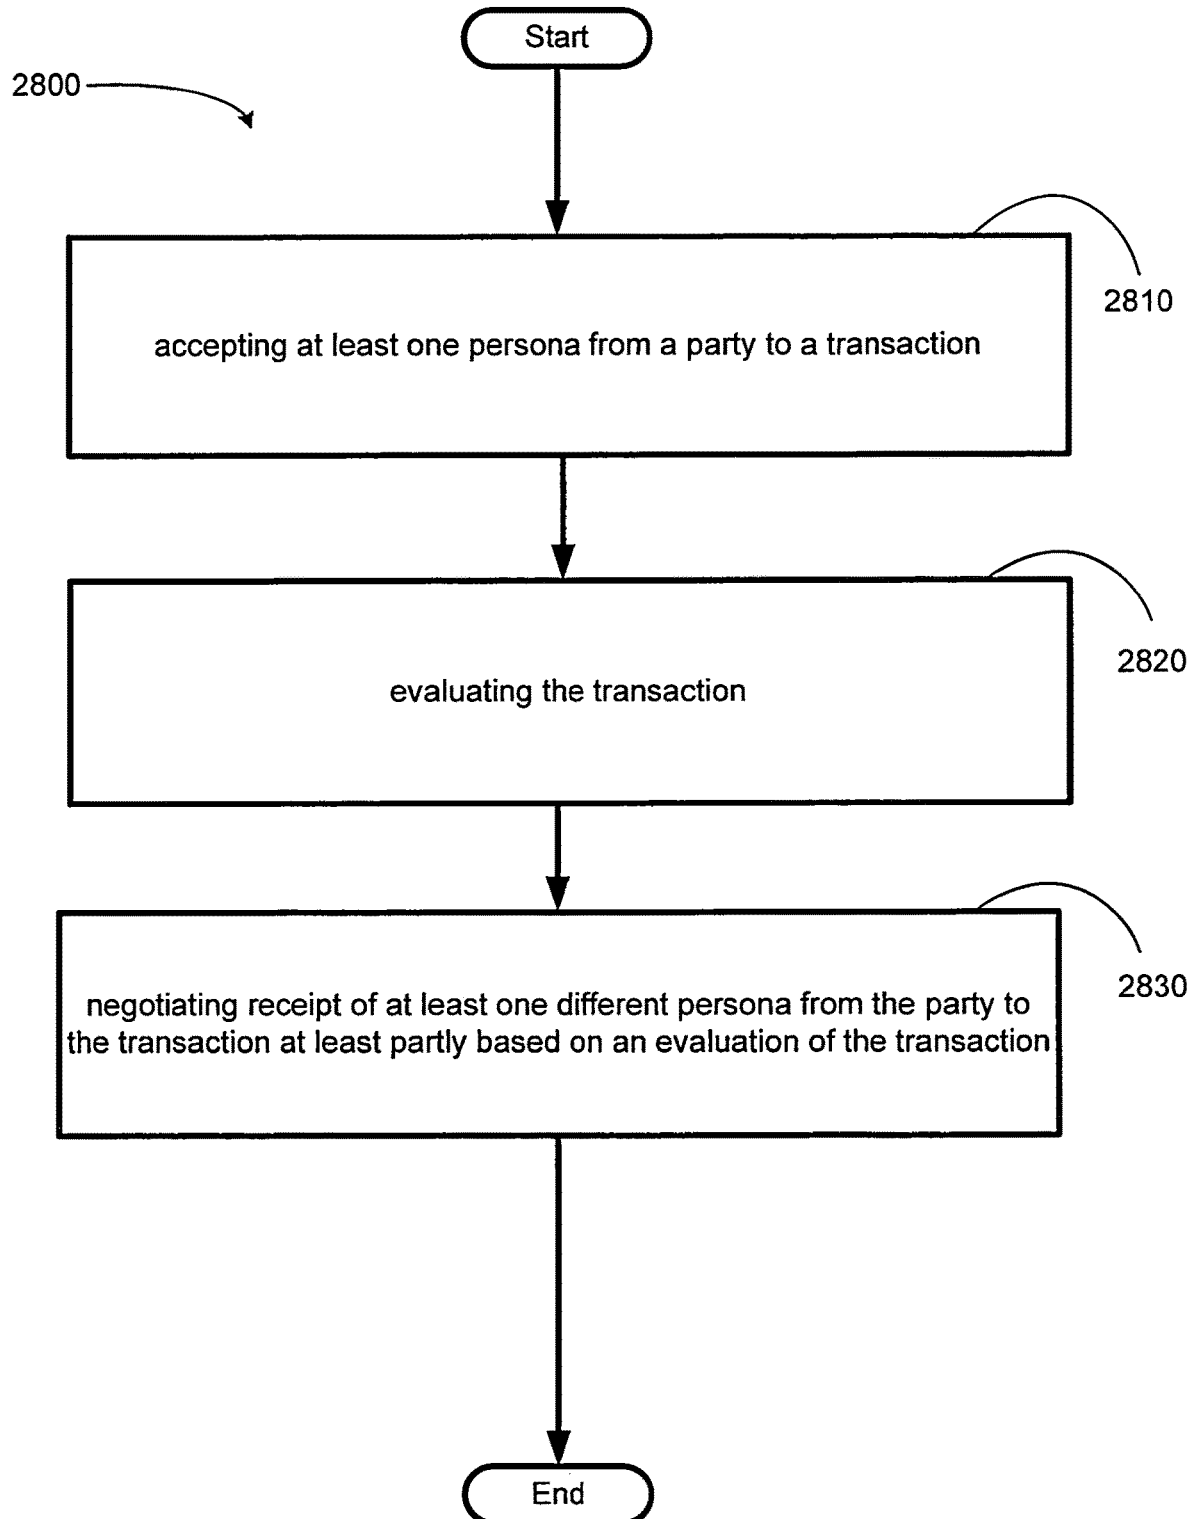 Start
2800
2810
accepting at least one persona from a party to a transaction
2820
evaluating the transaction
2830
negotiating receipt of at least one different persona from the party to
the transaction at least partly based on an evaluation of the transaction
End